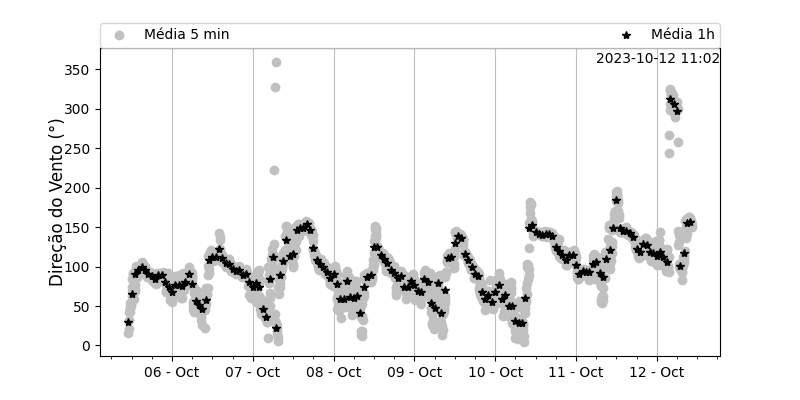 Média 5 min
Média 1h
2023-10-12 11:02
Direção do Vento (°)
350
300
250
200
150
100
50
0
06 - Oct
07 - Oct
08 - Oct
09 - Oct
10 - Oct
11 - Oct
12 - Oct